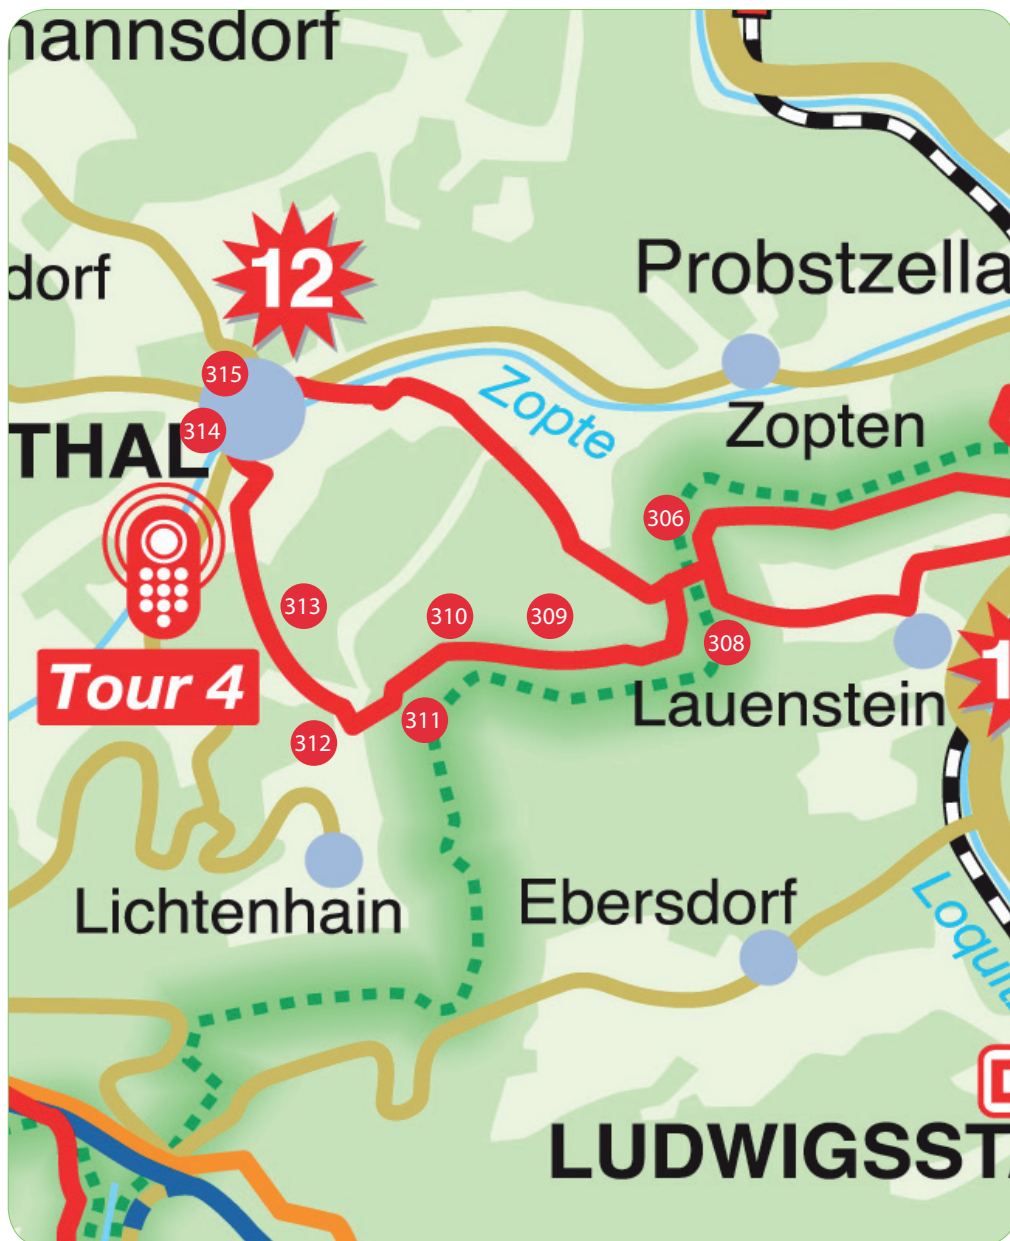 mannsdorf
12
dorf
Probstzella
315
314
THAL
Zopte
Zopten
306
313
310
309
308
Tour 4
Lauenstein
311
312
Lichtenhain
Ebersdorf
LUDWIGSST